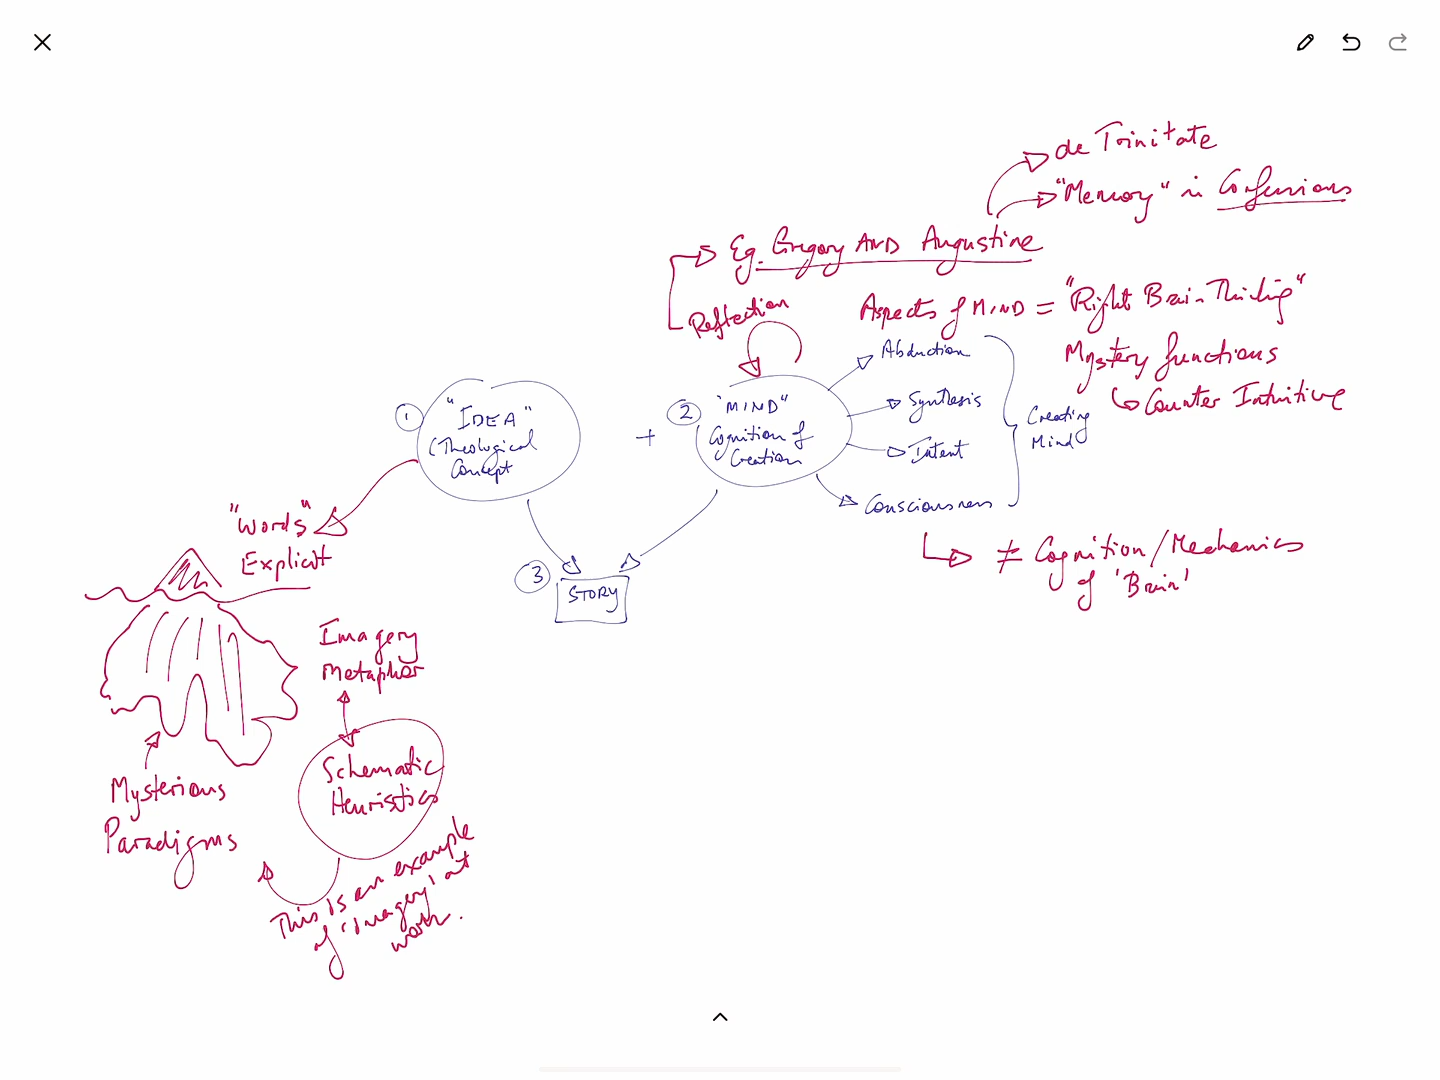 de Trinitate
"Memory" in Confessions
Eg. Gregory AND Augustine
Reflection
Aspects of MIND = "Right Brain Thinking"
Mystery functions
Counter Intuitive
Abduction
Synthesis
Intent
Consciousness
Creating
Mind
1
"IDEA"
(Theological
Concept
+
2
"MIND"
Cognition of
Creation
≠ Cognition/Mechanics
of 'Brain'
3
STORY
"Words"
Explicit
Imagery
Metaphor
Schematic
Heuristics
Mysterious
Paradigms
This is an example
of 'Imagery' at
work.